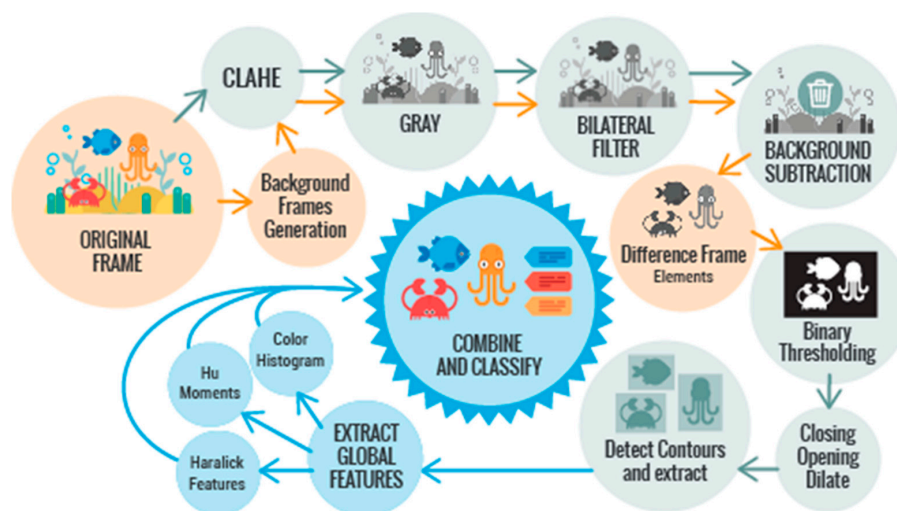 ORIGINAL
FRAME
CLAHE
Background
Frames
Generation
GRAY
BILATERAL
FILTER
BACKGROUND
SUBTRACTION
Difference Frame
Elements
Binary
Thresholding
Closing
Opening
Dilate
Detect Contours
and extract
EXTRACT
GLOBAL
FEATURES
Color
Histogram
Hu
Moments
Haralick
Features
COMBINE
AND CLASSIFY